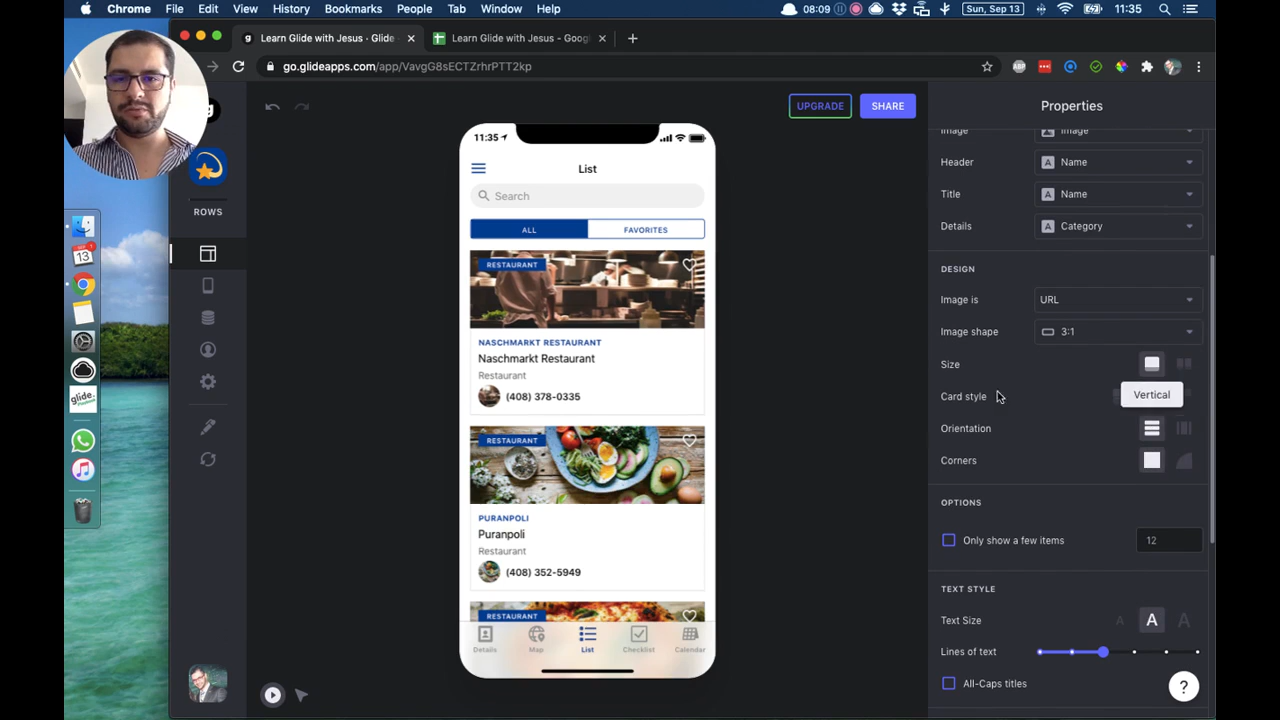 Chrome File Edit View History Bookmarks People Tab Window Help 08:09 Sun, Sep 13 11:35
Learn Glide with Jesus · Glide
Learn Glide with Jesus - Goog
go.glideapps.com/app/VavgG8sECTZrhrPTT2kp
UPGRADE
SHARE
Properties
ROWS
13
glide.
11:35
List
Search
ALL
FAVORITES
RESTAURANT
NASCHMARKT RESTAURANT
Naschmarkt Restaurant
Restaurant
(408) 378-0335
RESTAURANT
PURANPOLI
Puranpoli
Restaurant
(408) 352-5949
RESTAURANT
Details
Map
List
Checklist
Calendar
Image Image
Header Name
Title Name
Details Category
DESIGN
Image is URL
Image shape 3:1
Size
Card style Vertical
Orientation
Corners
OPTIONS
Only show a few items 12
TEXT STYLE
Text Size A A A
Lines of text
All-Caps titles
?